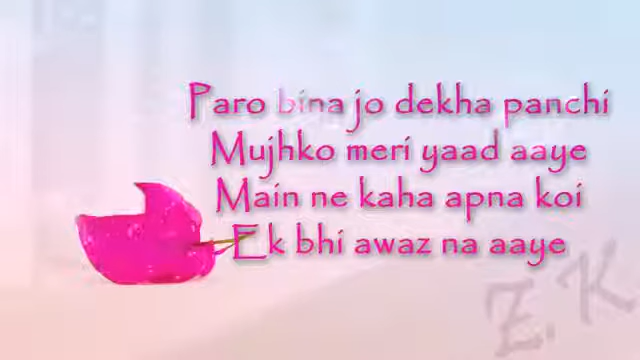 Paro bina jo dekha panchi
Mujhko meri yaad aaye
Main ne kaha apna koi
Ek bhi awaz na aaye
E.K